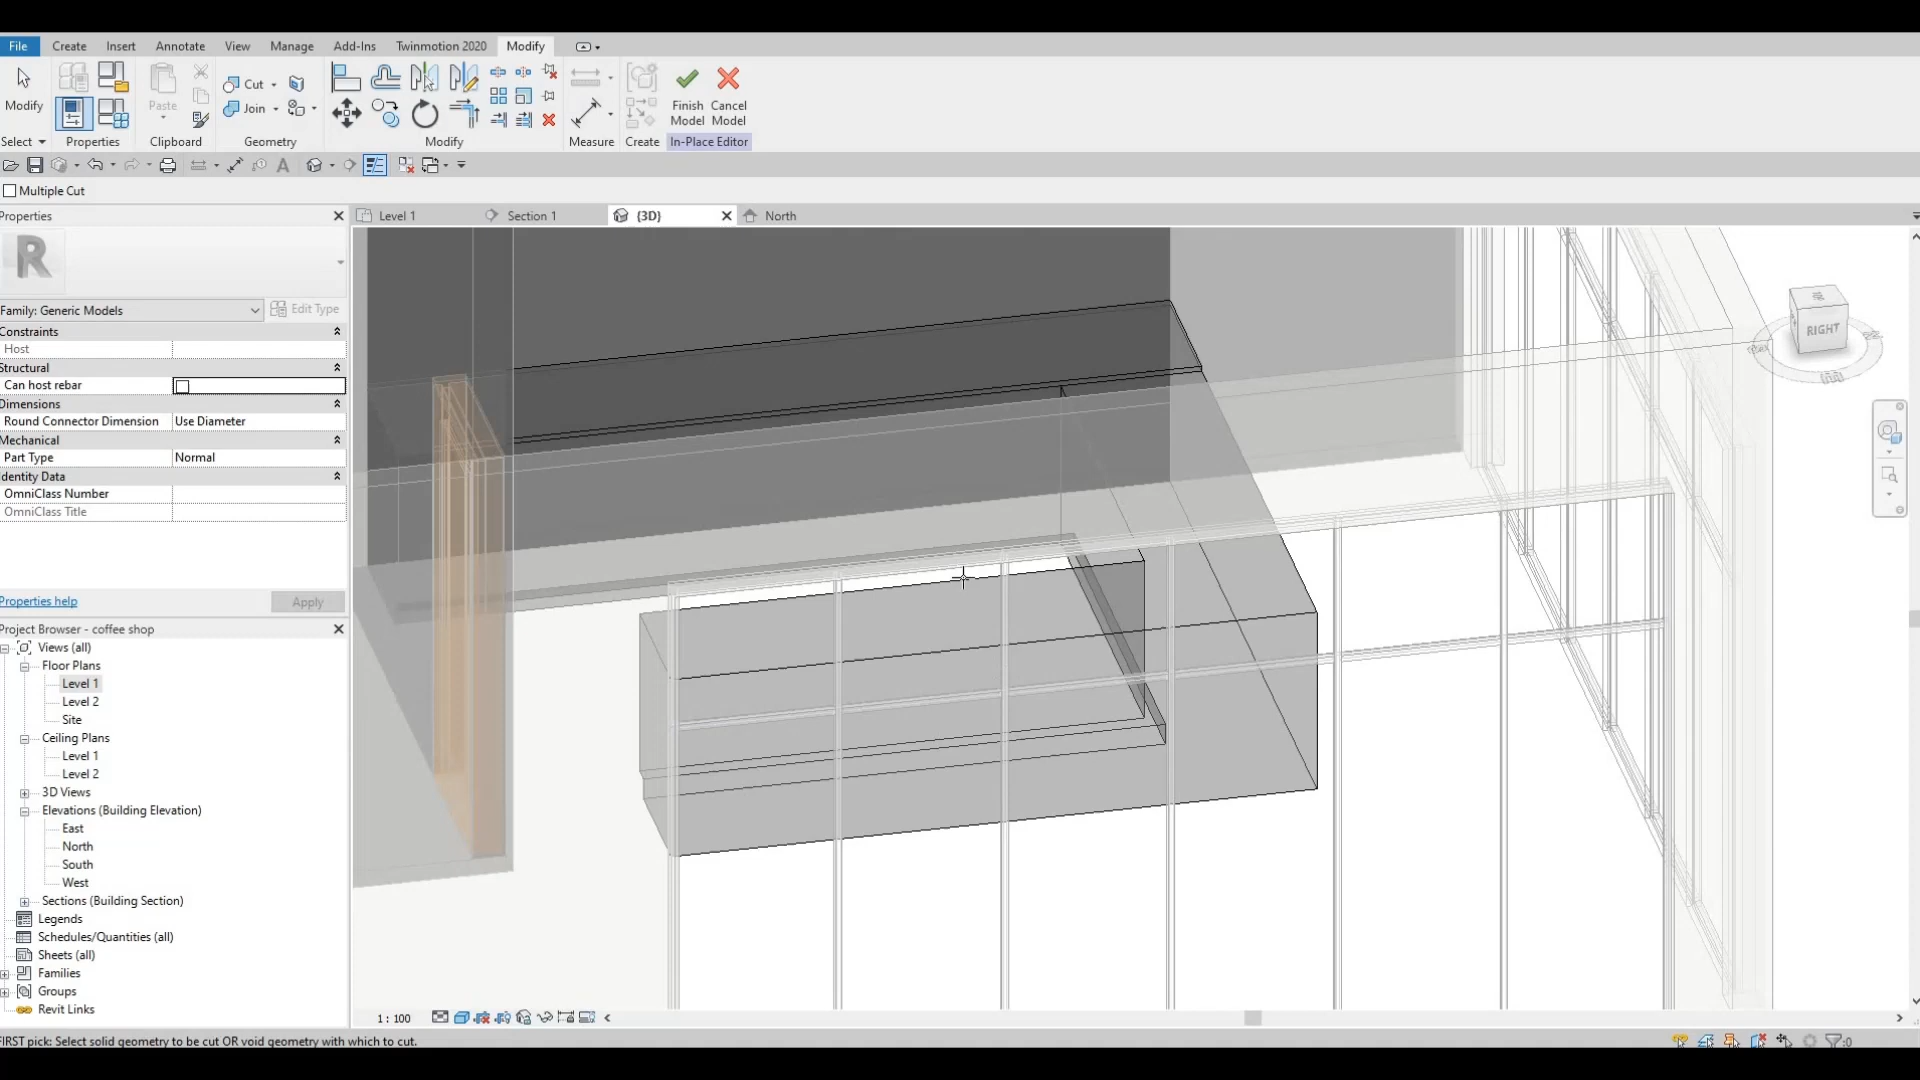 File Create Insert Annotate View Manage Add-Ins Twinmotion 2020 Modify
Modify
Paste
Cut
Join
Finish Model
Cancel Model
Select Properties Clipboard Geometry Modify Measure Create In-Place Editor
Multiple Cut
Properties
Level 1
Section 1
{3D}
North
R
Family: Generic Models
Edit Type
Constraints
Host
Structural
Can host rebar
Dimensions
Round Connector Dimension Use Diameter
Mechanical
Part Type Normal
Identity Data
OmniClass Number
OmniClass Title
Properties help
Apply
Project Browser - coffee shop
Views (all)
Floor Plans
Level 1
Level 2
Site
Ceiling Plans
Level 1
Level 2
3D Views
Elevations (Building Elevation)
East
North
South
West
Sections (Building Section)
Legends
Schedules/Quantities (all)
Sheets (all)
Families
Groups
Revit Links
RIGHT
1 : 100
FIRST pick: Select solid geometry to be cut OR void geometry with which to cut.
:0